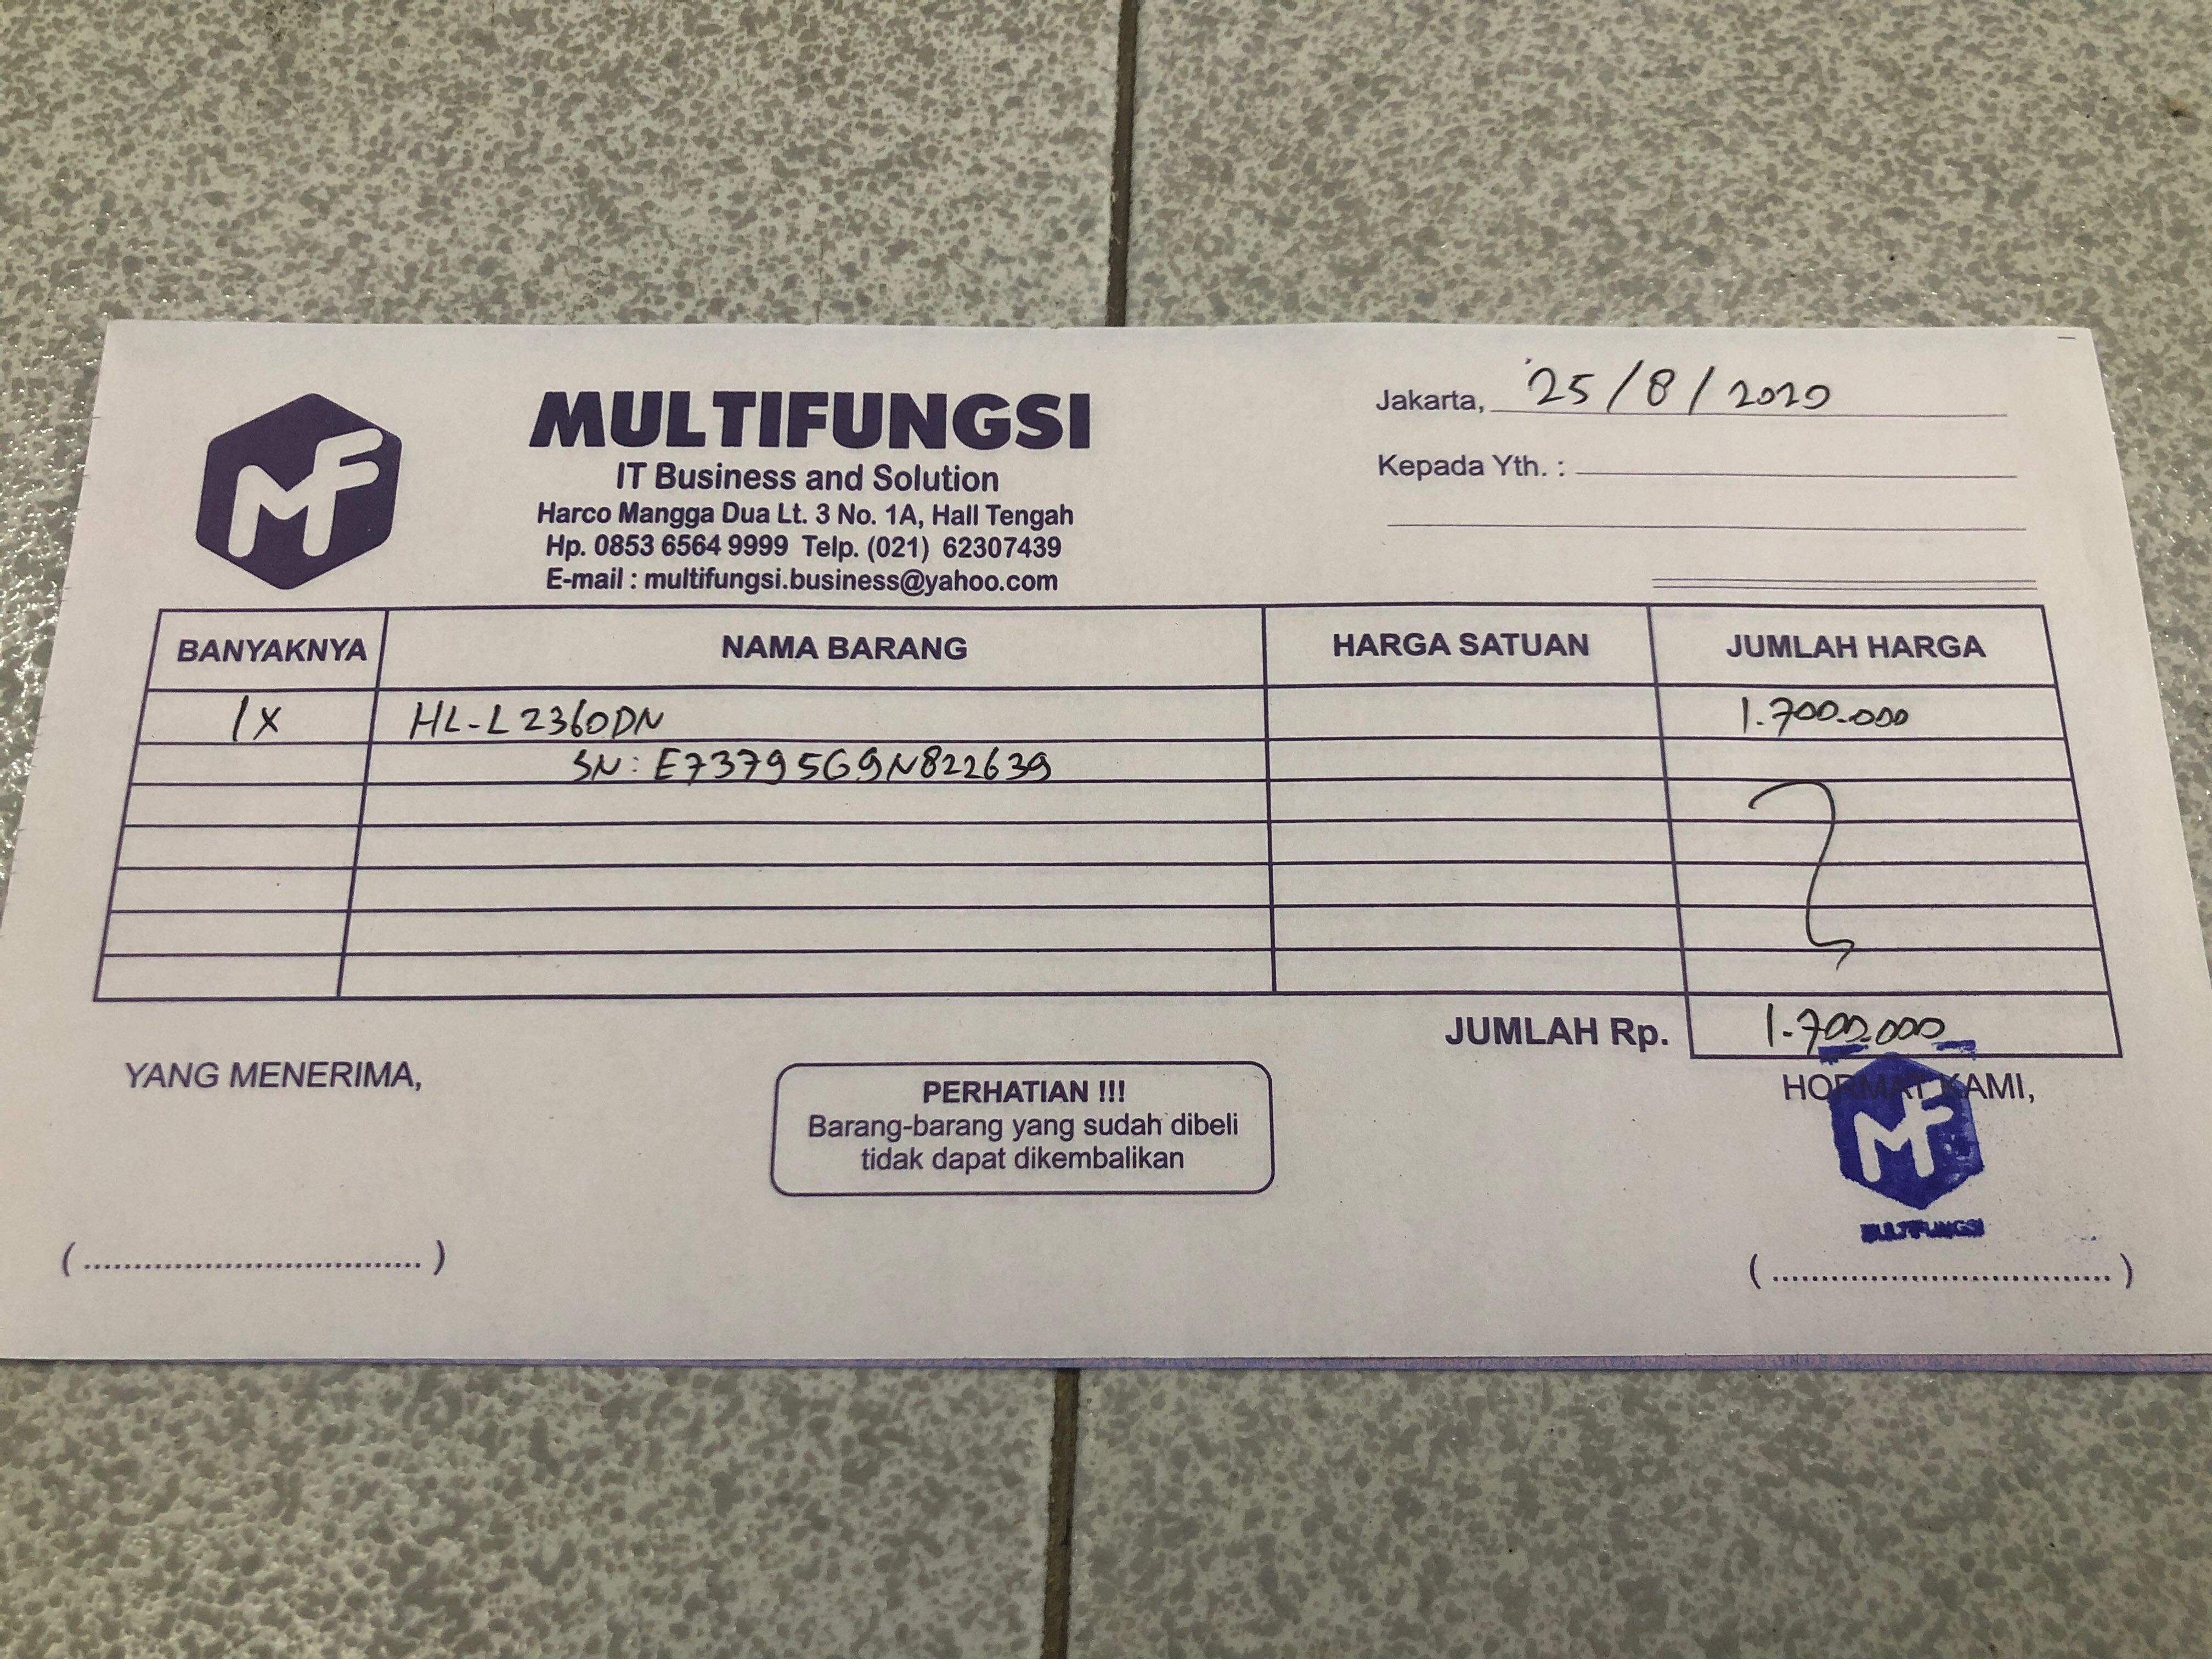 MF
MULTIFUNGSI
IT Business and Solution
Harco Mangga Dua Lt. 3 No. 1A, Hall Tengah
Hp. 0853 6564 9999 Telp. (021) 62307439
E-mail : multifungsi.business@yahoo.com
Jakarta, 25/8/2020
Kepada Yth. :
BANYAKNYA NAMA BARANG HARGA SATUAN JUMLAH HARGA
1X HL-L2360DN 1.700.000
SN: E73795G9N822639
JUMLAH Rp. 1.700.000
YANG MENERIMA,
PERHATIAN !!!
Barang-barang yang sudah dibeli
tidak dapat dikembalikan
HORMAT KAMI,
MF
MULTIFUNGSI
(..................................) (..................................)